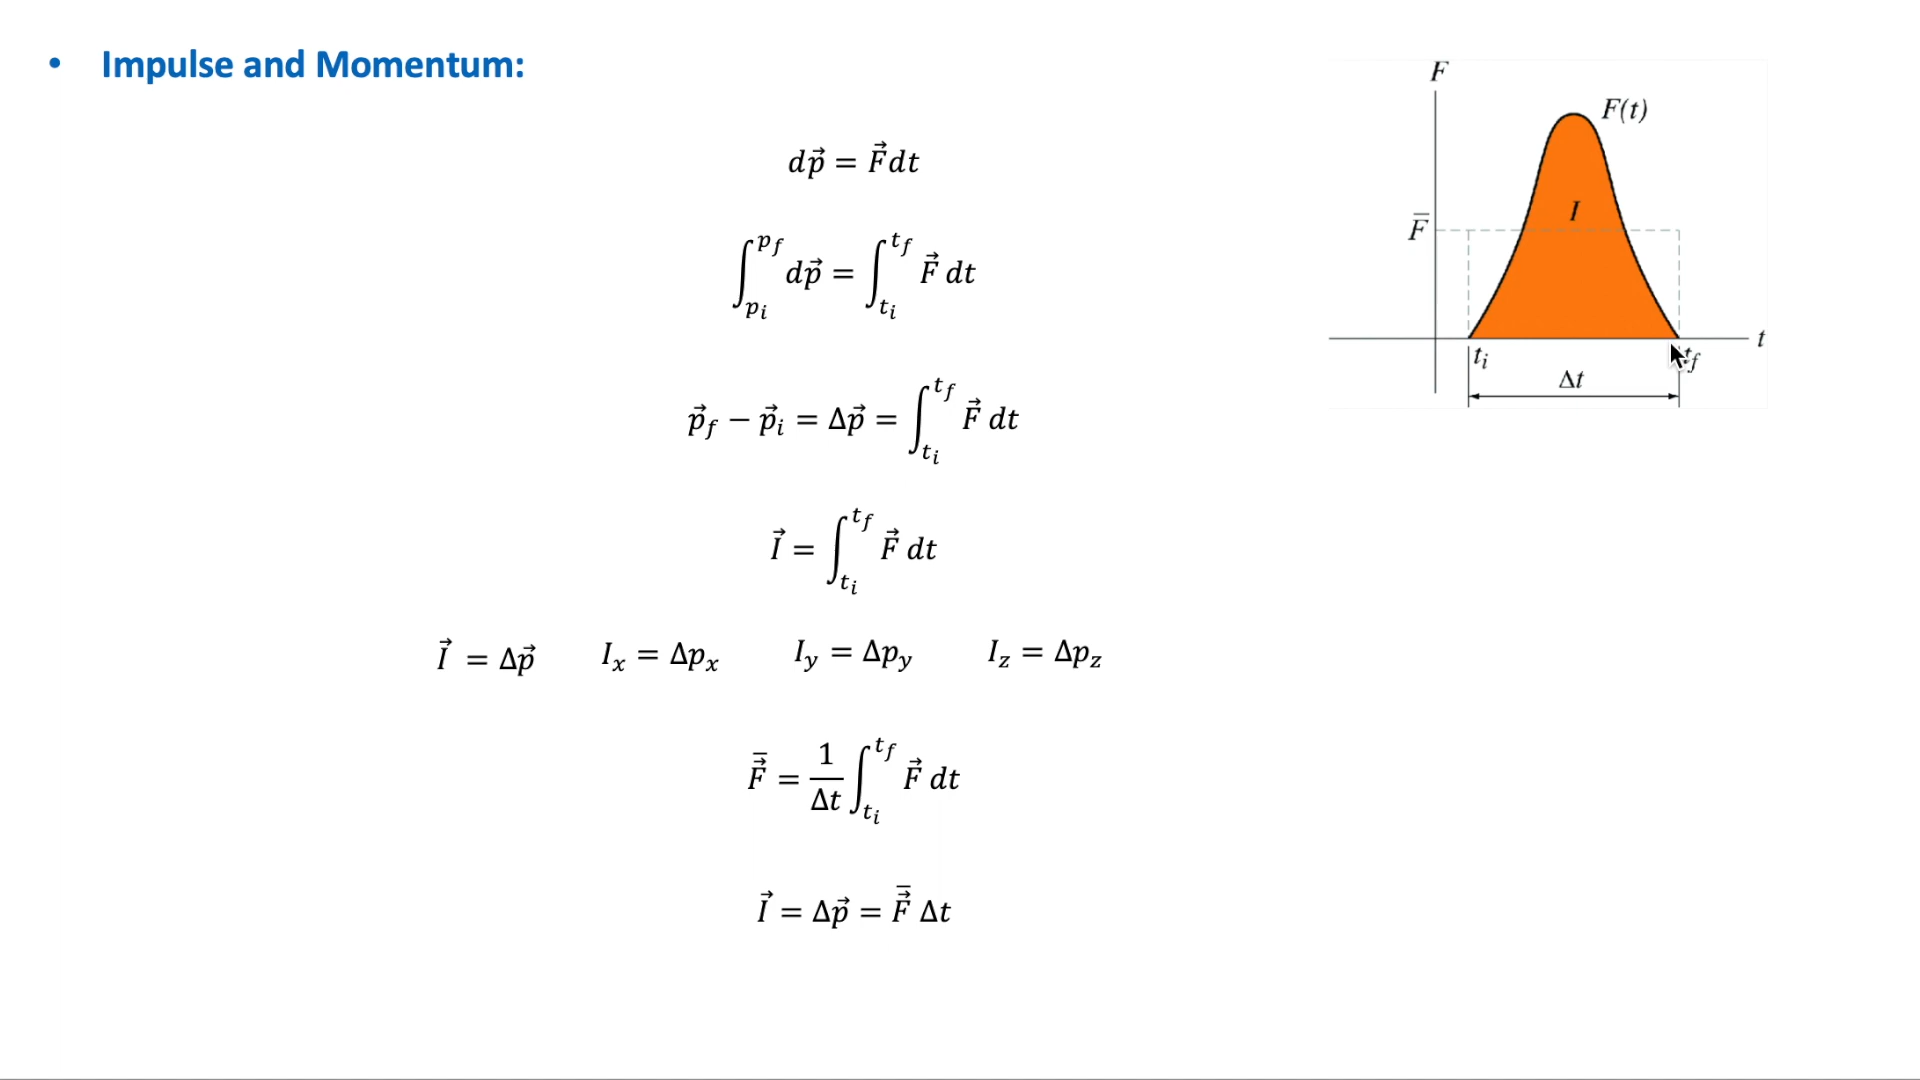 • Impulse and Momentum:
dp⃗ = F⃗dt
∫_{p_i}^{p_f} dp⃗ = ∫_{t_i}^{t_f} F⃗ dt
p⃗_f − p⃗_i = Δp⃗ = ∫_{t_i}^{t_f} F⃗ dt
I⃗ = ∫_{t_i}^{t_f} F⃗ dt
I⃗ = Δp⃗ I_x = Δp_x I_y = Δp_y I_z = Δp_z
F⃗̅ = 1/Δt ∫_{t_i}^{t_f} F⃗ dt
I⃗ = Δp⃗ = F⃗̅ Δt
F
F(t)
I
F̅
t
t_i
t_f
Δt